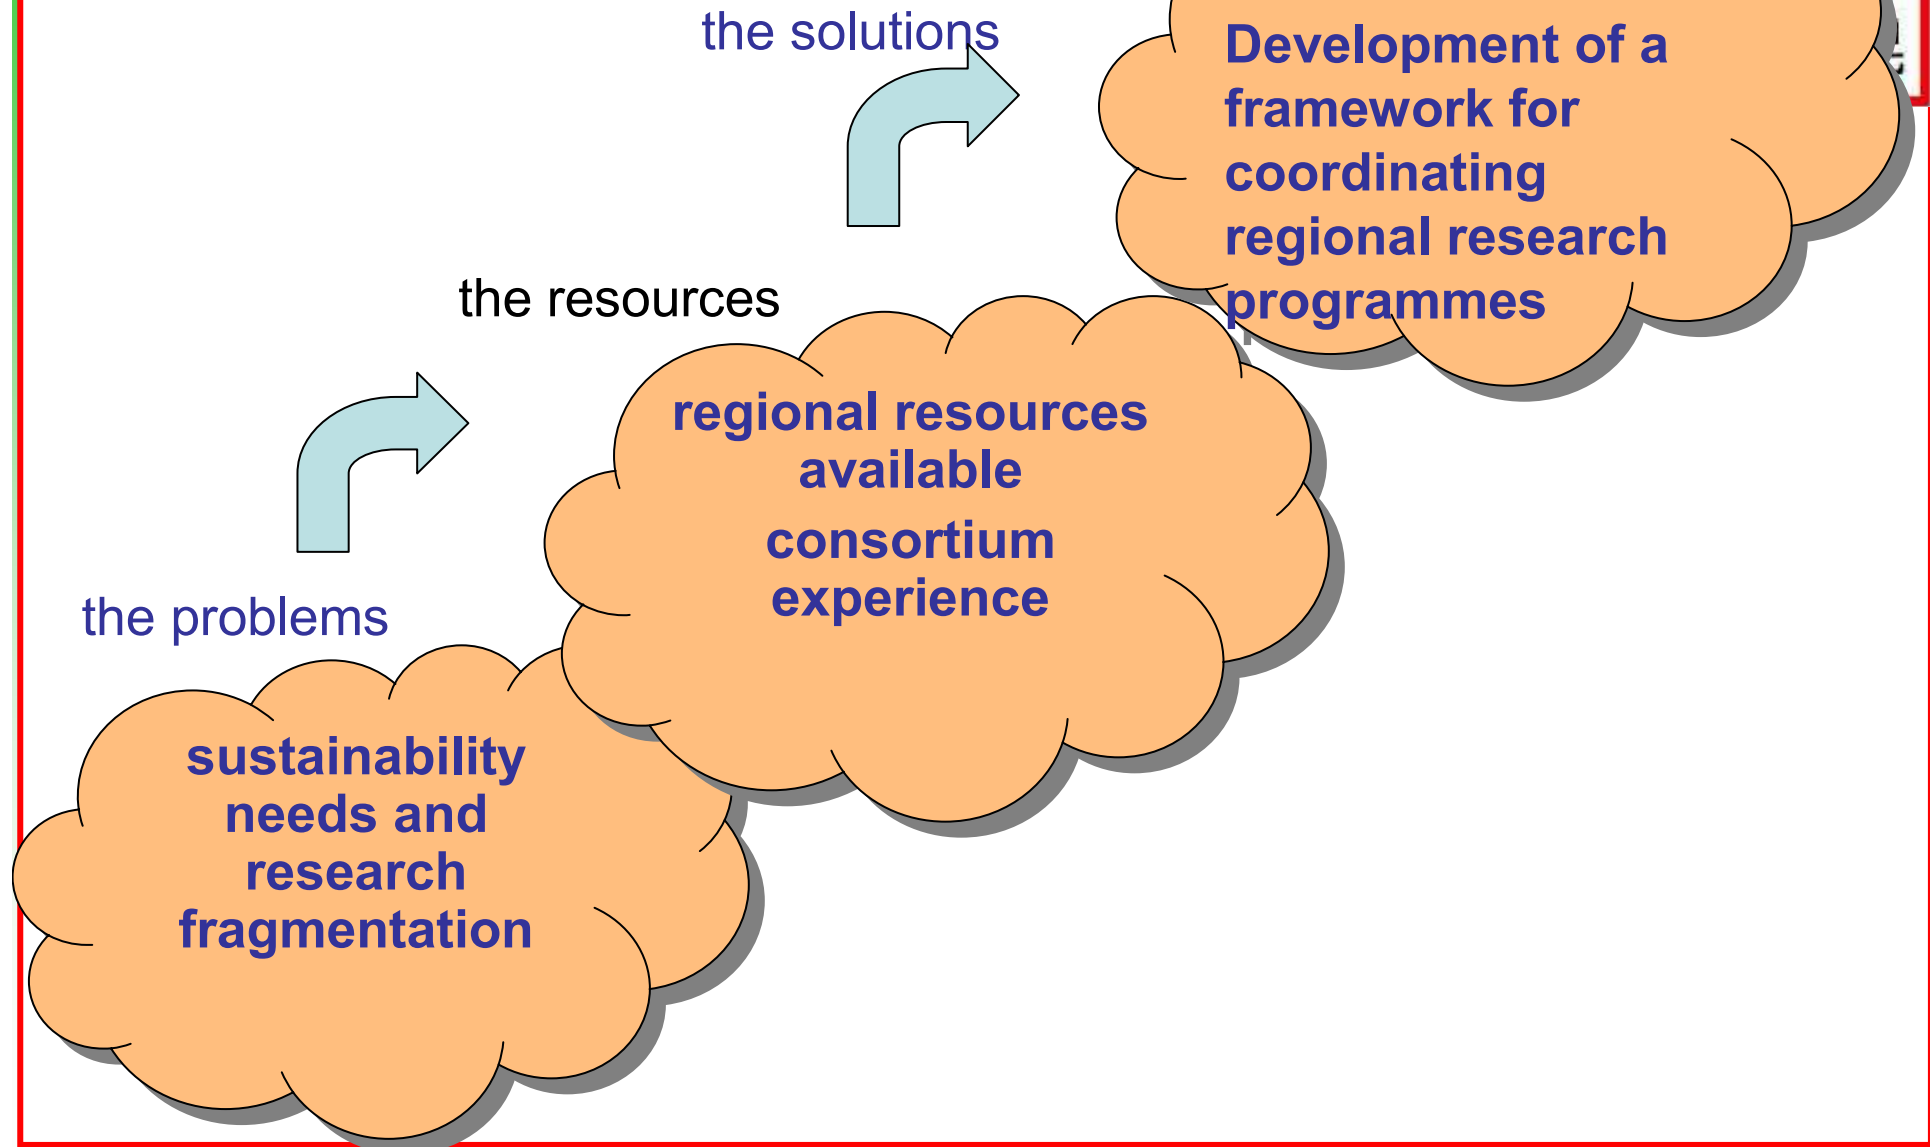 the solutions
Development of a
framework for
coordinating
regional research
programmes
the resources
regional resources
available
consortium
experience
the problems
sustainability
needs and
research
fragmentation